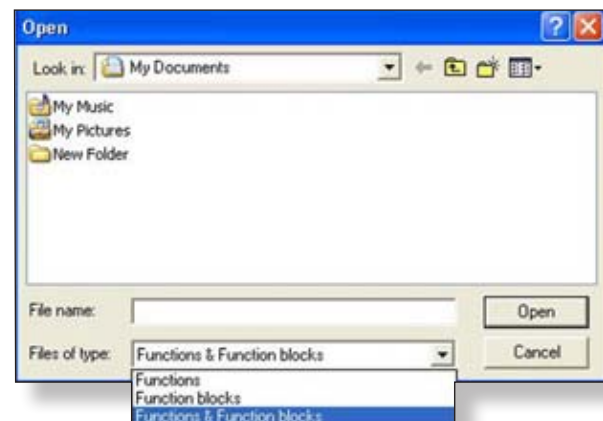 Open
Look in: My Documents
My Music
My Pictures
New Folder
File name:
Open
Files of type: Functions & Function blocks
Cancel
Functions
Function blocks
Functions & Function blocks